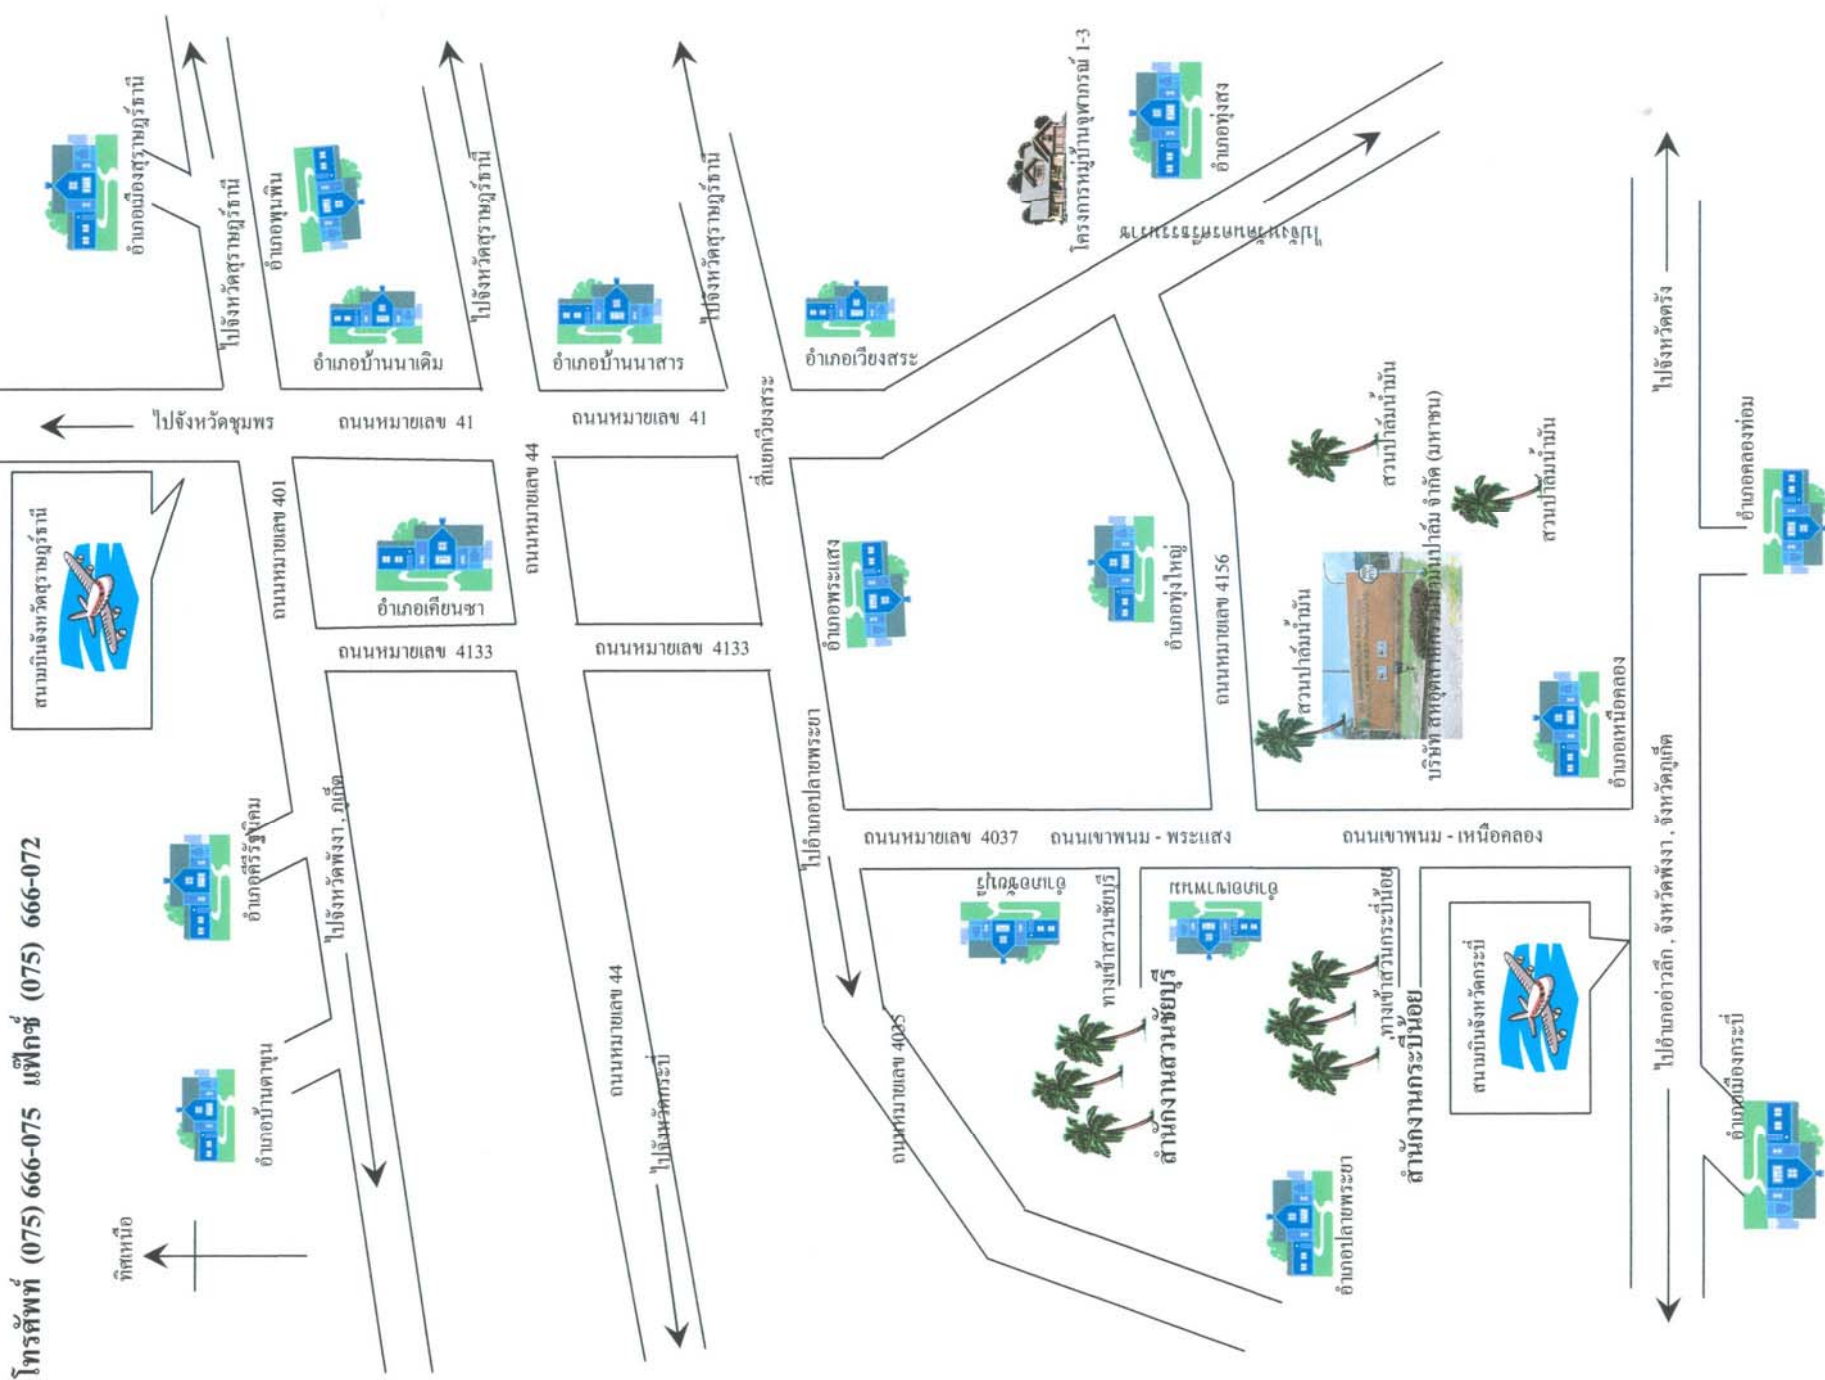 โทรศัพท์ (075) 666-075 แฟ๊กซ์ (075) 666-072
ทิศเหนือ
สนามบินจังหวัดสุราษฎร์ธานี
ไปจังหวัดชุมพร
อำเภอเมืองสุราษฎร์ธานี
ไปจังหวัดสุราษฎร์ธานี
อำเภอพุนพิน
ถนนหมายเลข 401
อำเภอคีรีรัฐนิคม
อำเภอบ้านตาขุน
ไปจังหวัดพังงา, ภูเก็ต
อำเภอบ้านนาเดิม
ถนนหมายเลข 41
อำเภอเคียนซา
ถนนหมายเลข 4133
ไปจังหวัดสุราษฎร์ธานี
ถนนหมายเลข 44
ถนนหมายเลข 44
ไปจังหวัดกระบี่
อำเภอบ้านนาสาร
ถนนหมายเลข 41
ถนนหมายเลข 4133
ไปจังหวัดสุราษฎร์ธานี
สี่แยกเวียงสระ
อำเภอเวียงสระ
อำเภอพระแสง
ไปอำเภอปลายพระยา
ถนนหมายเลข 4035
ถนนหมายเลข 4037
ถนนเขาพนม - พระแสง
ถนนเขาพนม - เหนือคลอง
อำเภอชัยบุรี
ทางเข้าสวนชัยบุรี
สำนักงานสวนชัยบุรี
อำเภอเขาพนม
ทางเข้าสวนกระบี่น้อย
สำนักงานกระบี่น้อย
อำเภอปลายพระยา
โครงการหมู่บ้านจุฬาภรณ์ 1-3
อำเภอทุ่งสง
ไปจังหวัดนครศรีธรรมราช
อำเภอทุ่งใหญ่
ถนนหมายเลข 4156
สวนปาล์มน้ำมัน
สวนปาล์มน้ำมัน
สวนปาล์มน้ำมัน
บริษัท สหอุตสาหกรรมน้ำมันปาล์ม จำกัด (มหาชน)
อำเภอเหนือคลอง
สนามบินจังหวัดกระบี่
ไปจังหวัดตรัง
ไปอำเภออ่าวลึก , จังหวัดพังงา , จังหวัดภูเก็ต
อำเภอคลองท่อม
อำเภอเมืองกระบี่